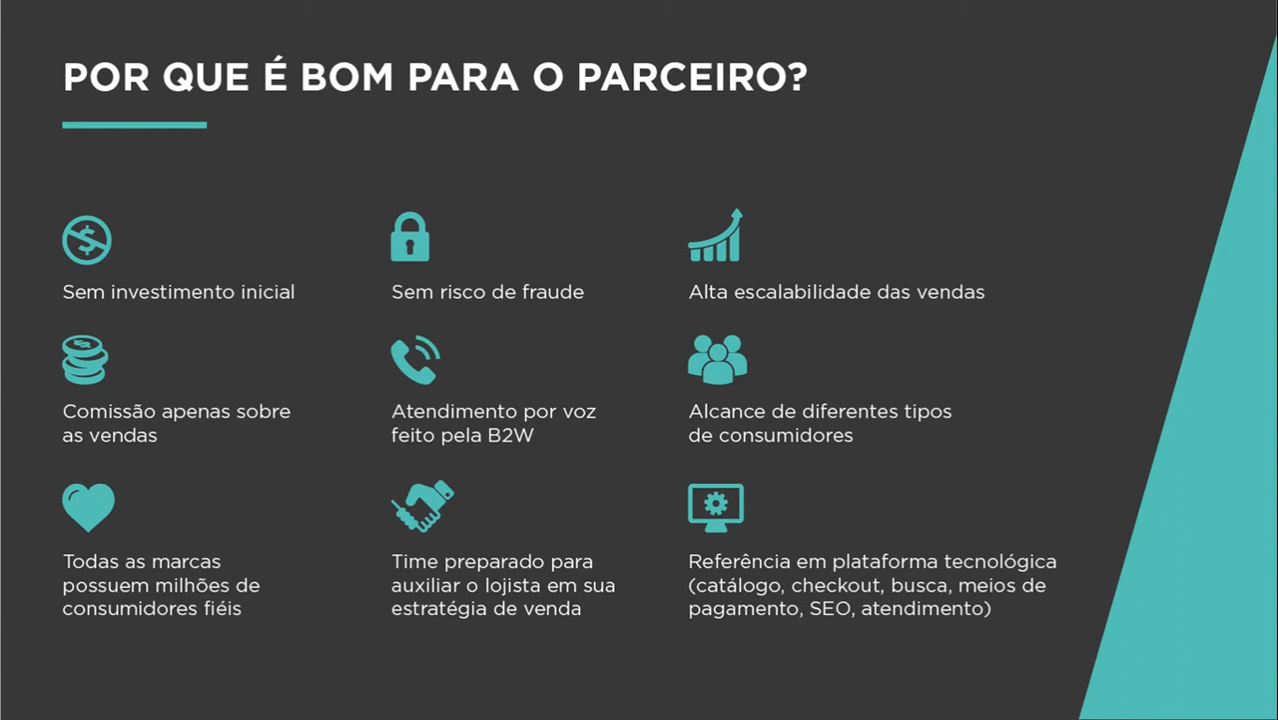 POR QUE É BOM PARA O PARCEIRO?
Sem investimento inicial
Sem risco de fraude
Alta escalabilidade das vendas
Comissão apenas sobre
as vendas
Atendimento por voz
feito pela B2W
Alcance de diferentes tipos
de consumidores
Todas as marcas
possuem milhões de
consumidores fiéis
Time preparado para
auxiliar o lojista em sua
estratégia de venda
Referência em plataforma tecnológica
(catálogo, checkout, busca, meios de
pagamento, SEO, atendimento)